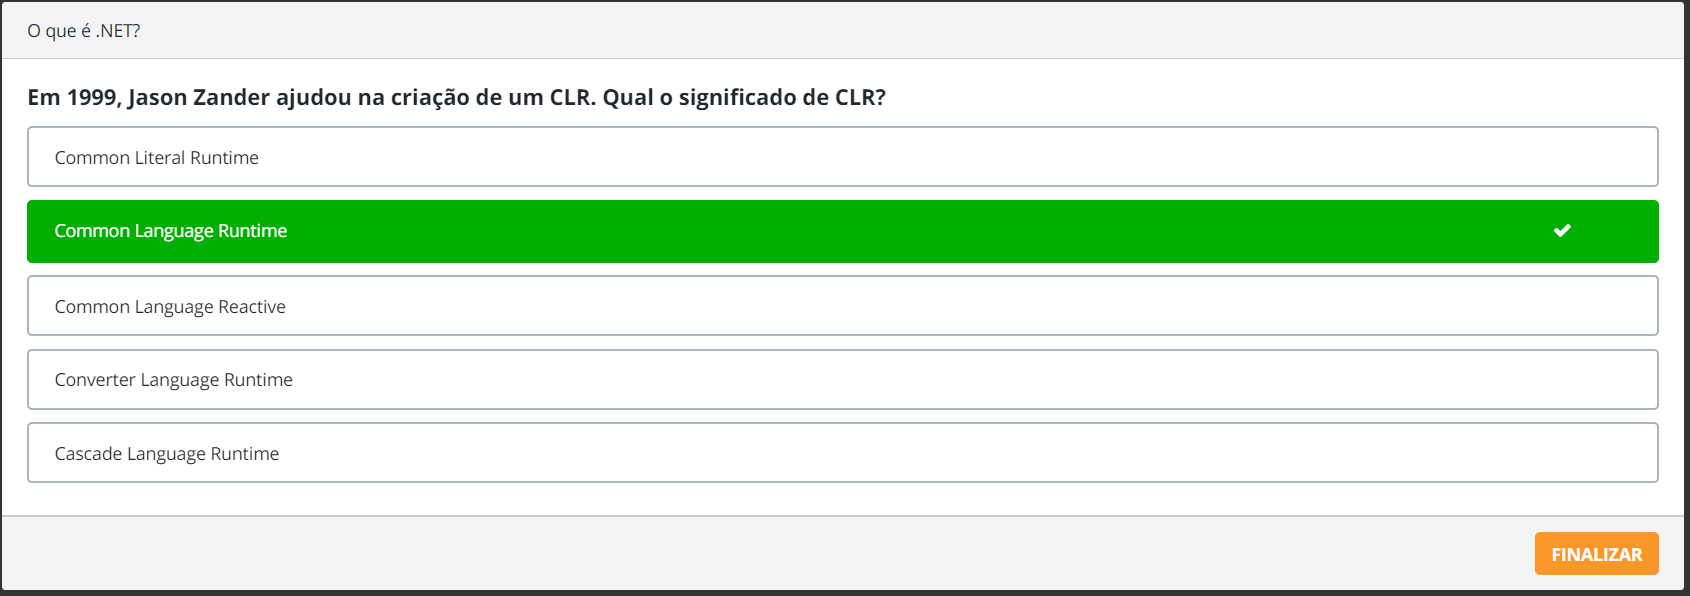 O que é .NET?
Em 1999, Jason Zander ajudou na criação de um CLR. Qual o significado de CLR?
Common Literal Runtime
Common Language Runtime
Common Language Reactive
Converter Language Runtime
Cascade Language Runtime
FINALIZAR